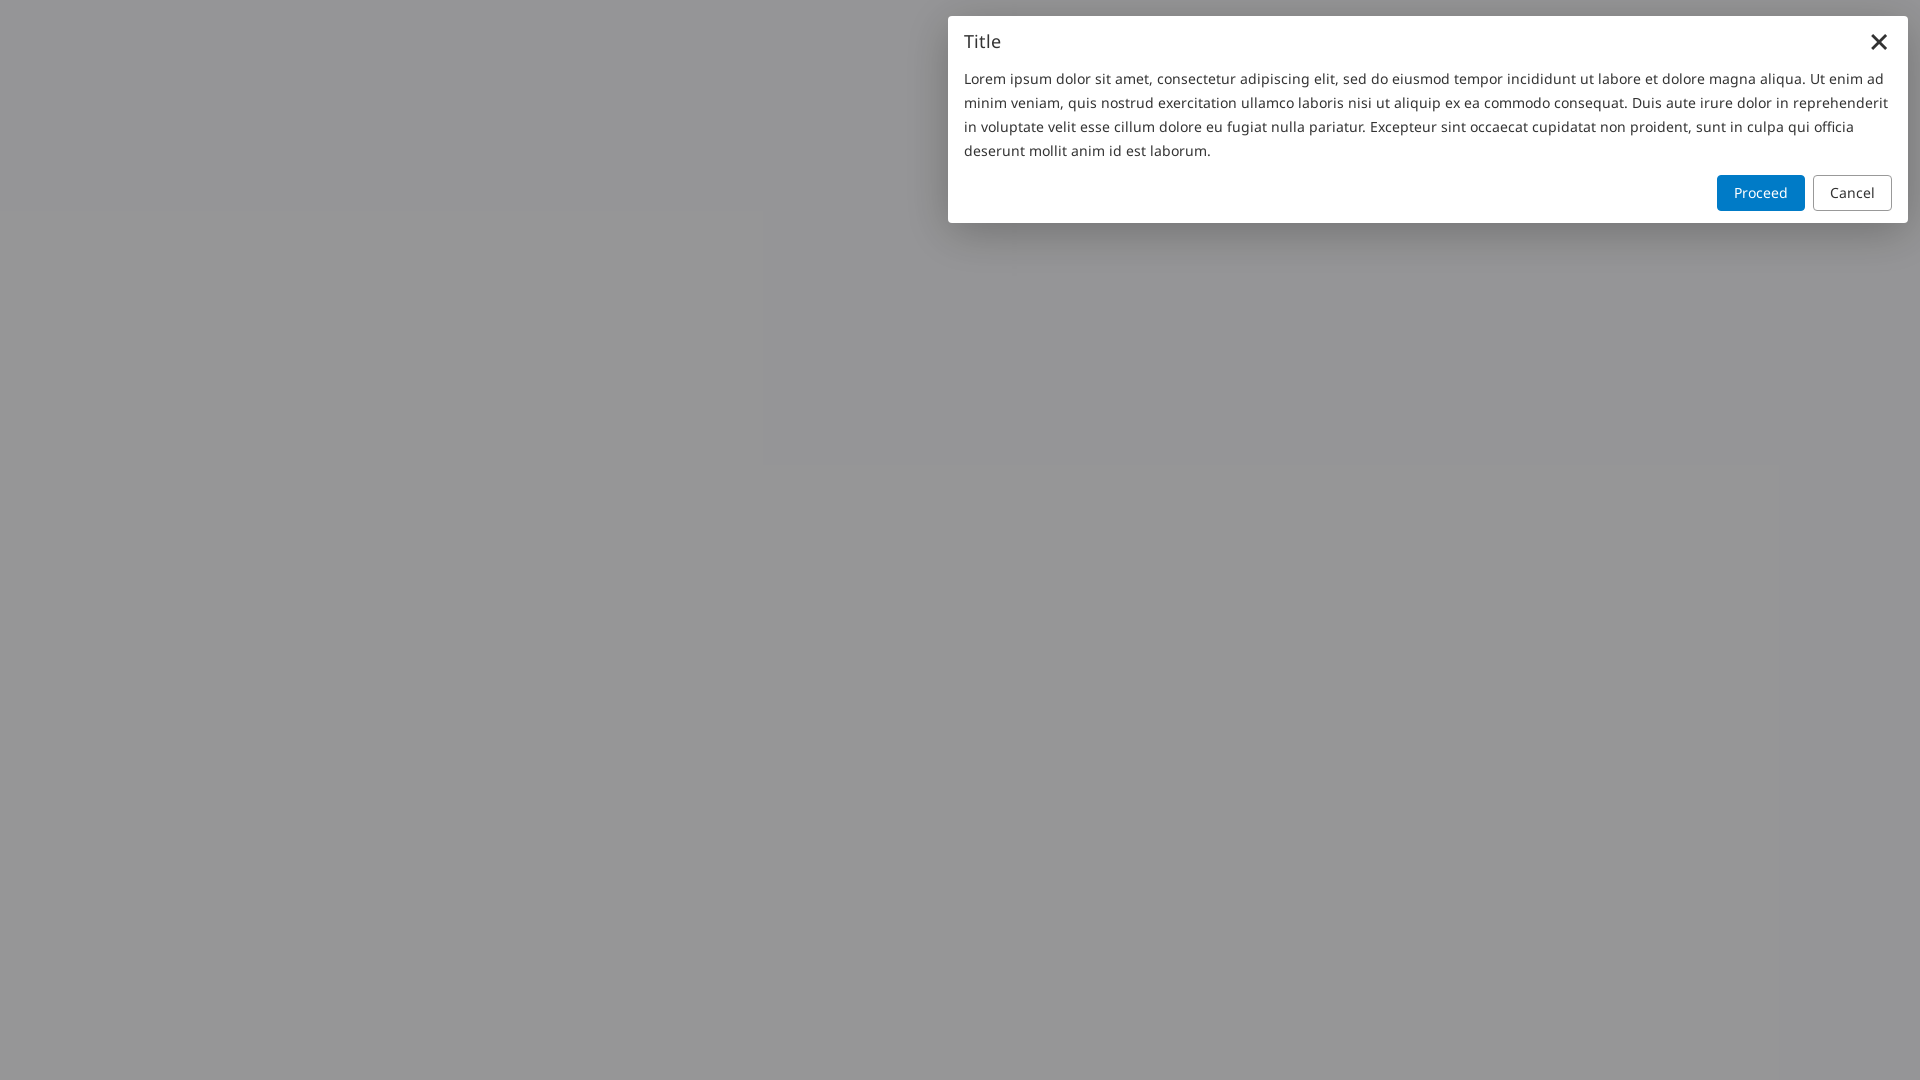 Title
Lorem ipsum dolor sit amet, consectetur adipiscing elit, sed do eiusmod tempor incididunt ut labore et dolore magna aliqua. Ut enim ad
minim veniam, quis nostrud exercitation ullamco laboris nisi ut aliquip ex ea commodo consequat. Duis aute irure dolor in reprehenderit
in voluptate velit esse cillum dolore eu fugiat nulla pariatur. Excepteur sint occaecat cupidatat non proident, sunt in culpa qui officia
deserunt mollit anim id est laborum.
Proceed Cancel